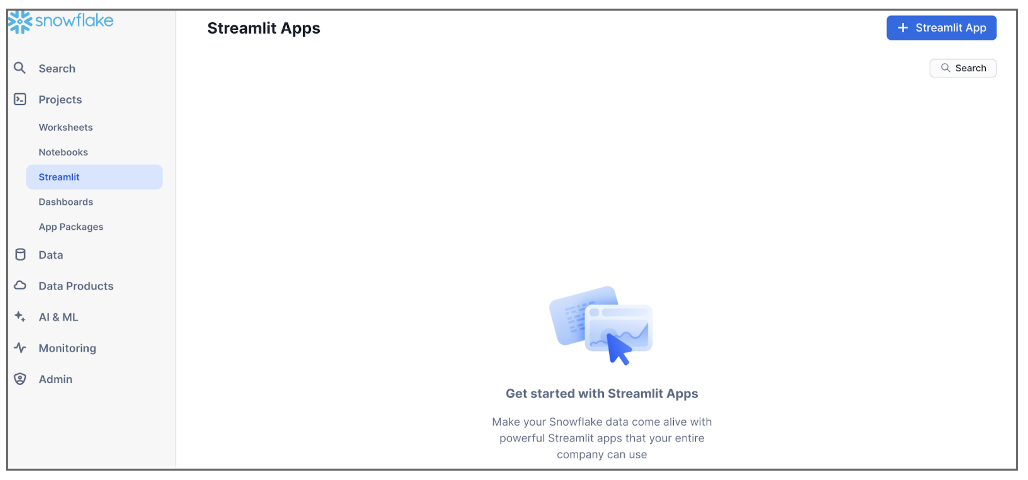 snowflake
Search
Projects
Worksheets
Notebooks
Streamlit
Dashboards
App Packages
Data
Data Products
AI & ML
Monitoring
Admin
Streamlit Apps
+ Streamlit App
Search
Get started with Streamlit Apps
Make your Snowflake data come alive with
powerful Streamlit apps that your entire
company can use